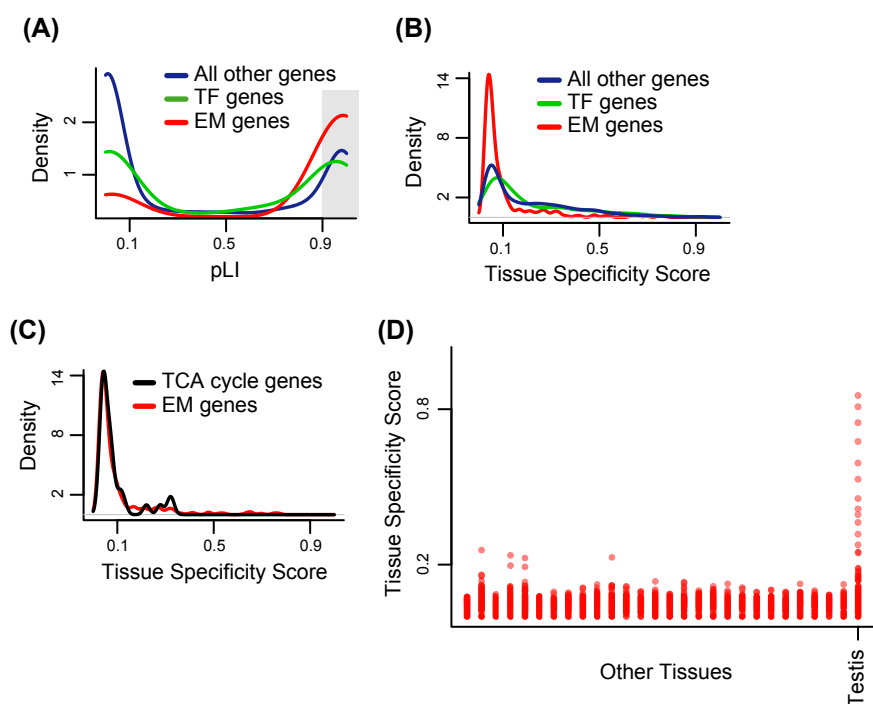 (A)
All other genes
TF genes
EM genes
Density
2
1
0.1 0.5 0.9
pLI
(B)
All other genes
TF genes
EM genes
Density
14
8
2
0.1 0.5 0.9
Tissue Specificity Score
(C)
TCA cycle genes
EM genes
Density
14
8
2
0.1 0.5 0.9
Tissue Specificity Score
(D)
Tissue Specificity Score
0.8
0.2
Other Tissues
Testis